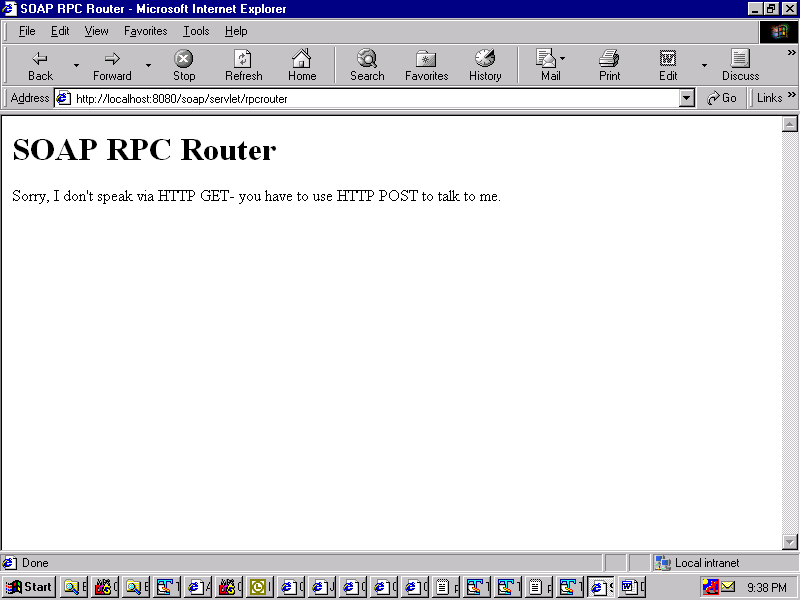 SOAP RPC Router - Microsoft Internet Explorer
File Edit View Favorites Tools Help
Back Forward Stop Refresh Home Search Favorites History Mail Print Edit Discuss »
Address http://localhost:8080/soap/servlet/rpcrouter Go Links »
SOAP RPC Router
Sorry, I don't speak via HTTP GET- you have to use HTTP POST to talk to me.
Done Local intranet
Start 9:38 PM